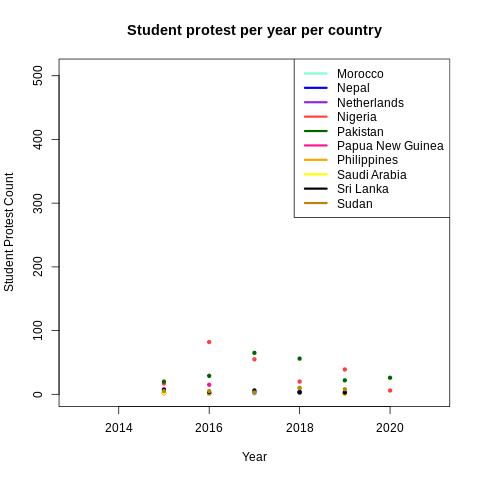 Student protest per year per country
Student Protest Count
500
400
300
200
100
0
Morocco
Nepal
Netherlands
Nigeria
Pakistan
Papua New Guinea
Philippines
Saudi Arabia
Sri Lanka
Sudan
2014 2016 2018 2020
Year